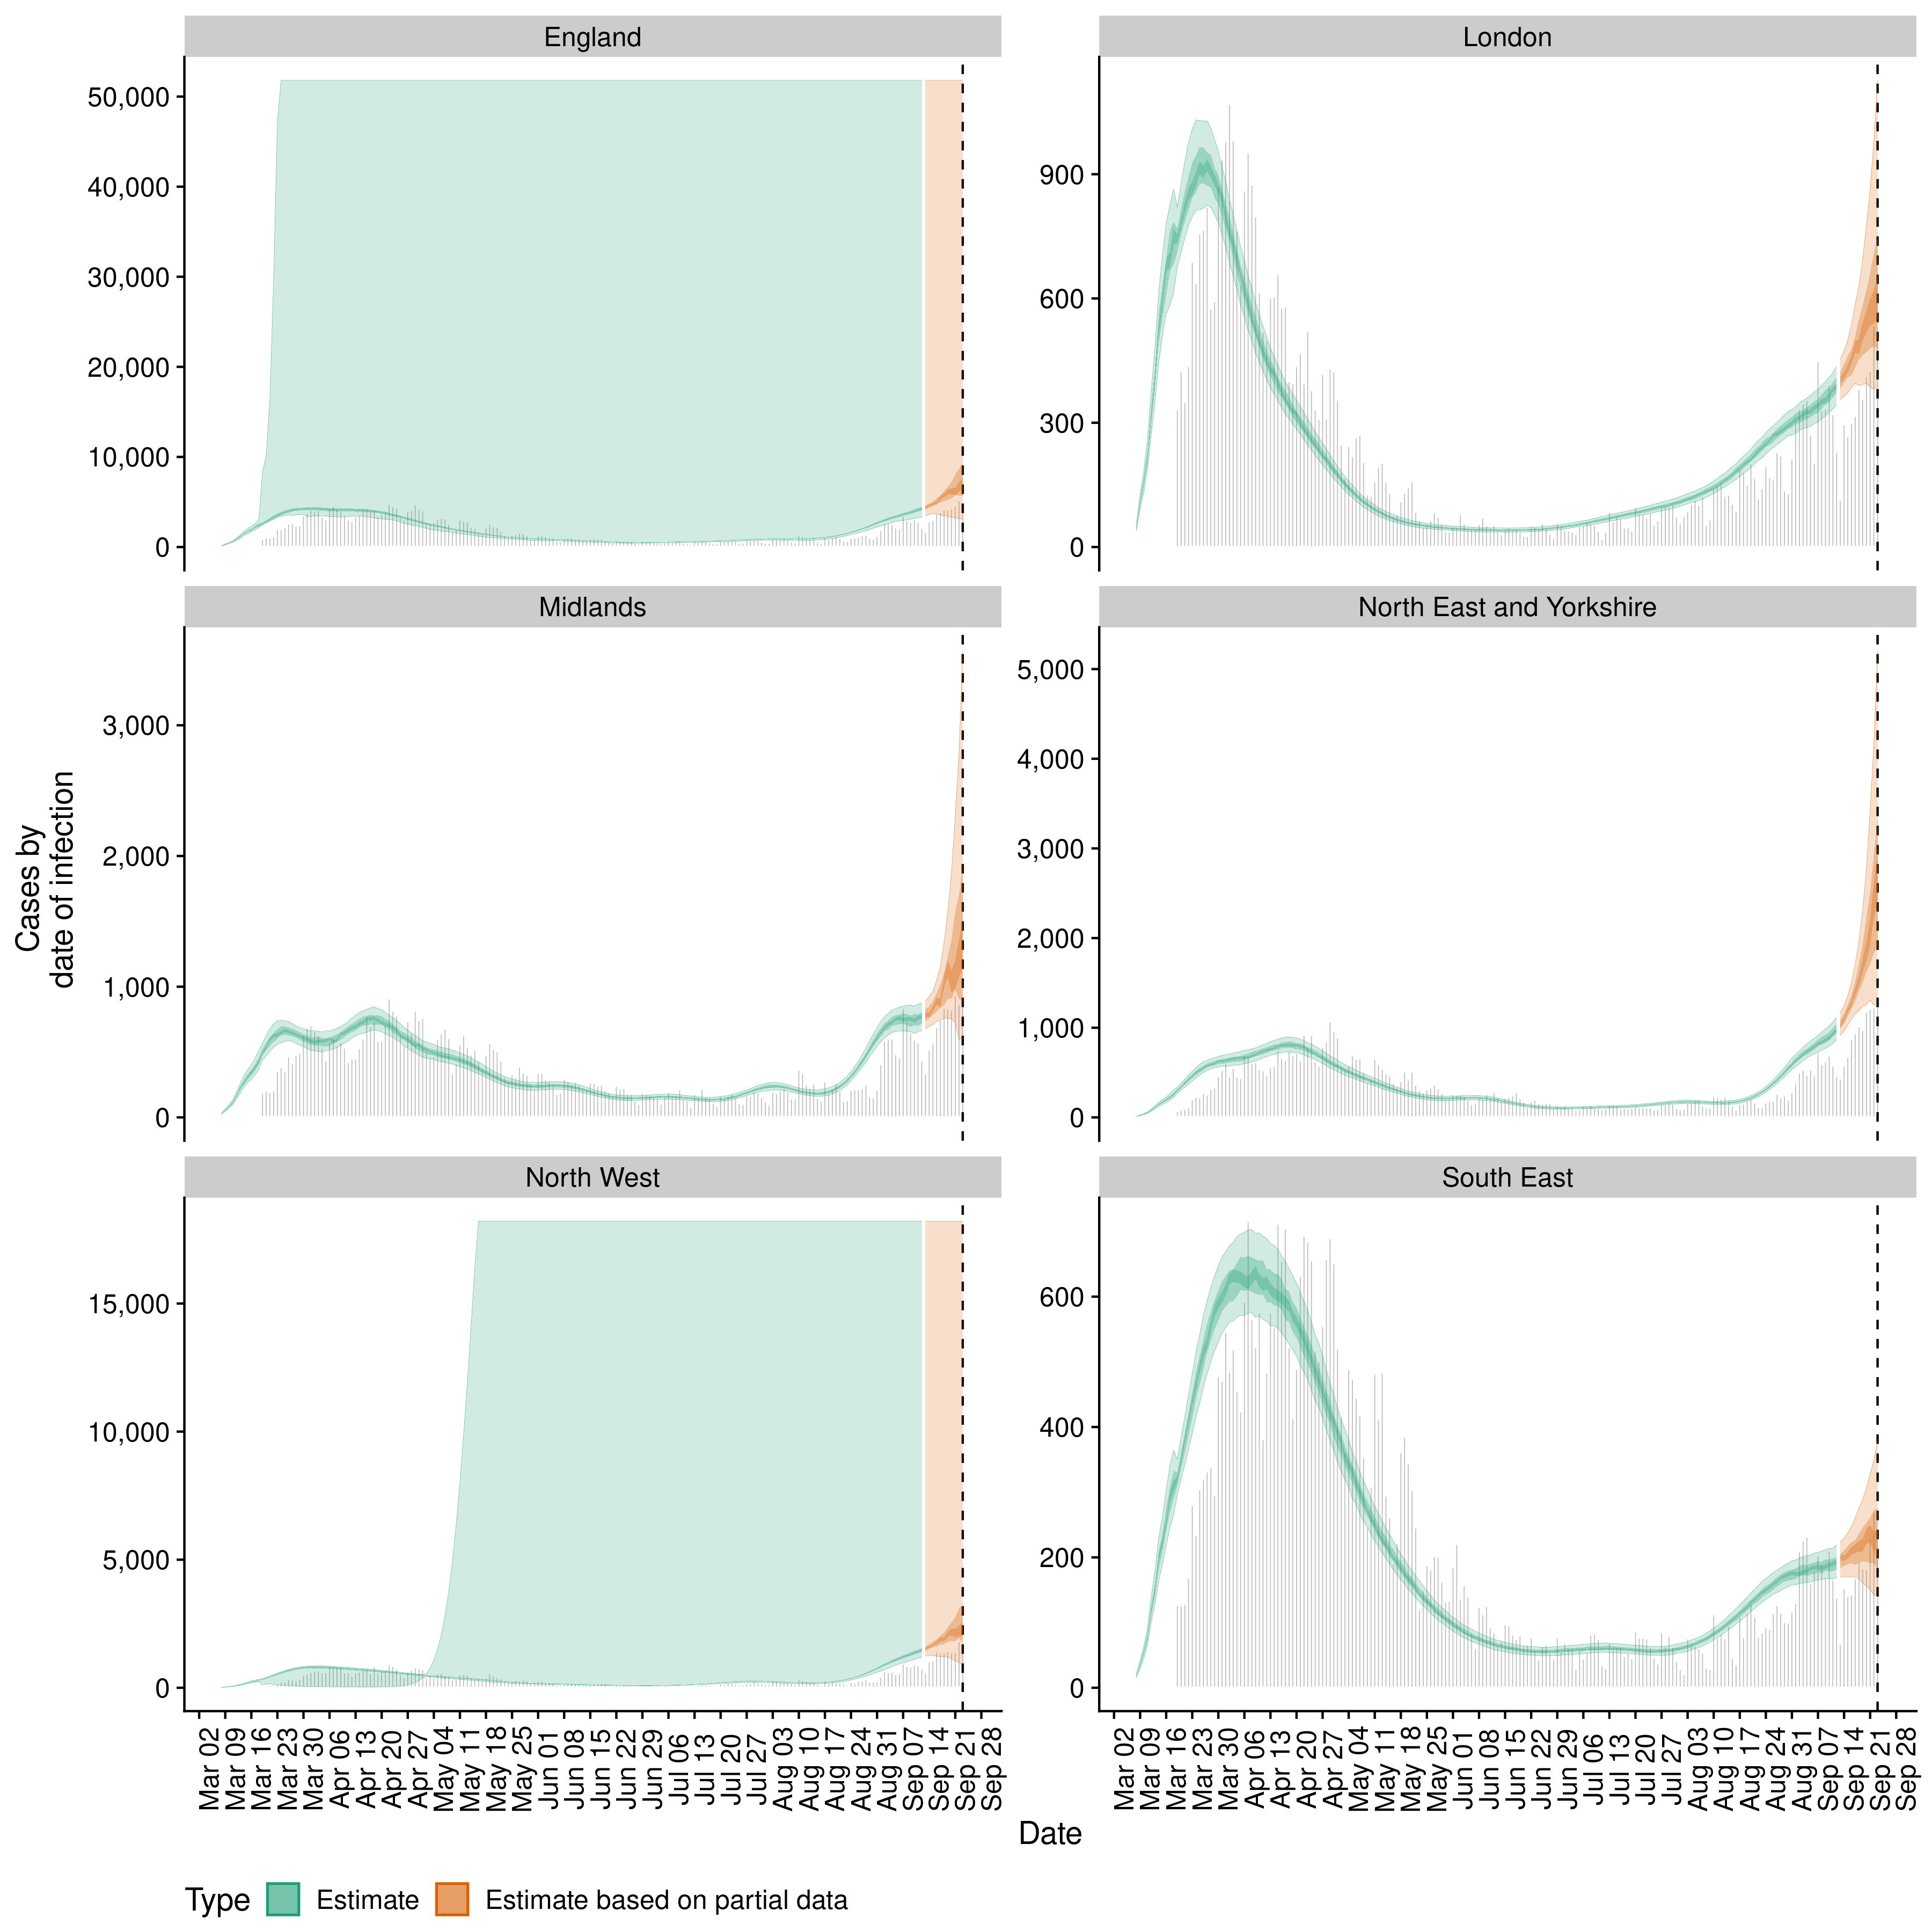 England
London
50,000
40,000
30,000
20,000
10,000
0
900
600
300
0
Midlands
North East and Yorkshire
3,000
2,000
1,000
0
5,000
4,000
3,000
2,000
1,000
0
North West
South East
15,000
10,000
5,000
0
600
400
200
0
Cases by
date of infection
Mar 02
Mar 09
Mar 16
Mar 23
Mar 30
Apr 06
Apr 13
Apr 20
Apr 27
May 04
May 11
May 18
May 25
Jun 01
Jun 08
Jun 15
Jun 22
Jun 29
Jul 06
Jul 13
Jul 20
Jul 27
Aug 03
Aug 10
Aug 17
Aug 24
Aug 31
Sep 07
Sep 14
Sep 21
Sep 28
Mar 02
Mar 09
Mar 16
Mar 23
Mar 30
Apr 06
Apr 13
Apr 20
Apr 27
May 04
May 11
May 18
May 25
Jun 01
Jun 08
Jun 15
Jun 22
Jun 29
Jul 06
Jul 13
Jul 20
Jul 27
Aug 03
Aug 10
Aug 17
Aug 24
Aug 31
Sep 07
Sep 14
Sep 21
Sep 28
Date
Type
Estimate
Estimate based on partial data